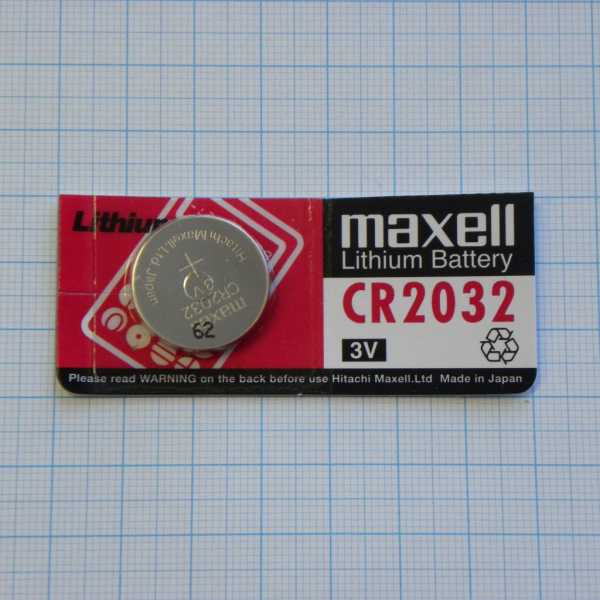 Lithium
maxell
Lithium Battery
CR2032
3V
Hitachi Maxell.Ltd Japan
+
3V
CR2032
maxell
62
Please read WARNING on the back before use Hitachi Maxell.Ltd Made in Japan